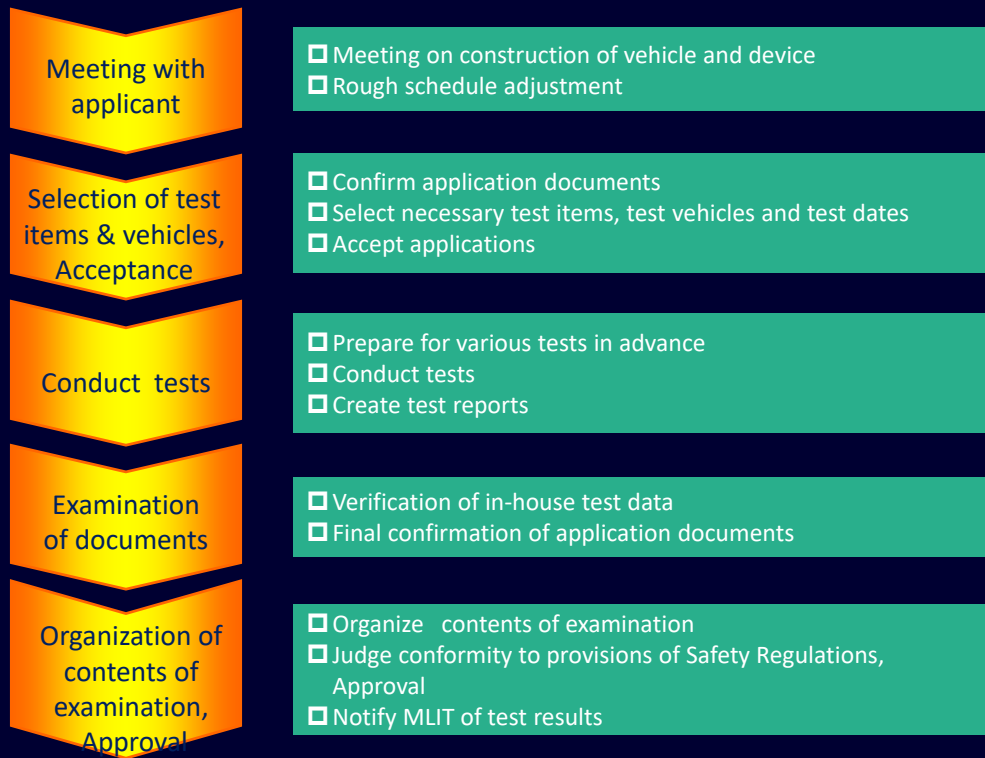 Meeting with
applicant
Meeting on construction of vehicle and device
Rough schedule adjustment
Selection of test
items & vehicles,
Acceptance
Confirm application documents
Select necessary test items, test vehicles and test dates
Accept applications
Conduct  tests
Prepare for various tests in advance
Conduct tests
Create test reports
Examination
of documents
Verification of in-house test data
Final confirmation of application documents
Organization of
contents of
examination,
Approval
Organize   contents of examination
Judge conformity to provisions of Safety Regulations,
Approval
Notify MLIT of test results